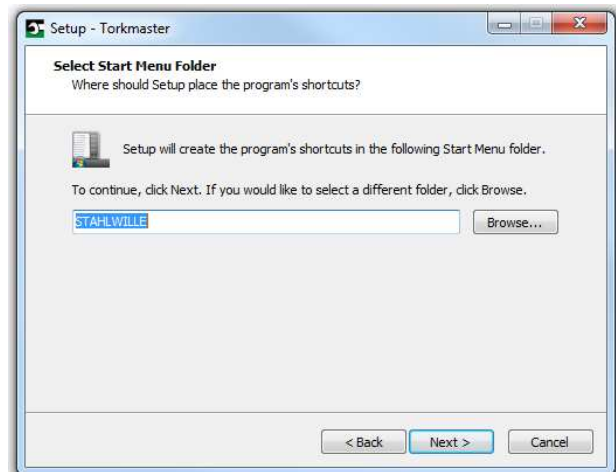 Setup - Torkmaster
Select Start Menu Folder
Where should Setup place the program's shortcuts?
Setup will create the program's shortcuts in the following Start Menu folder.
To continue, click Next. If you would like to select a different folder, click Browse.
STAHLWILLE
Browse...
< Back
Next >
Cancel